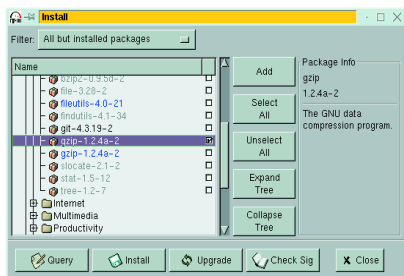 Install
Filter: All but installed packages
Name
bzip2-0.9.5d-2
file-3.28-2
fileutils-4.0-21
findutils-4.1-34
git-4.3.19-2
gzip-1.2.4a-2
gzip-1.2.4a-2
slocate-2.1-2
stat-1.5-12
tree-1.2-7
Internet
Multimedia
Productivity
Add
Select All
Unselect All
Expand Tree
Collapse Tree
Package Info
gzip
1.2.4a-2
The GNU data
compression program.
Query Install Upgrade Check Sig Close